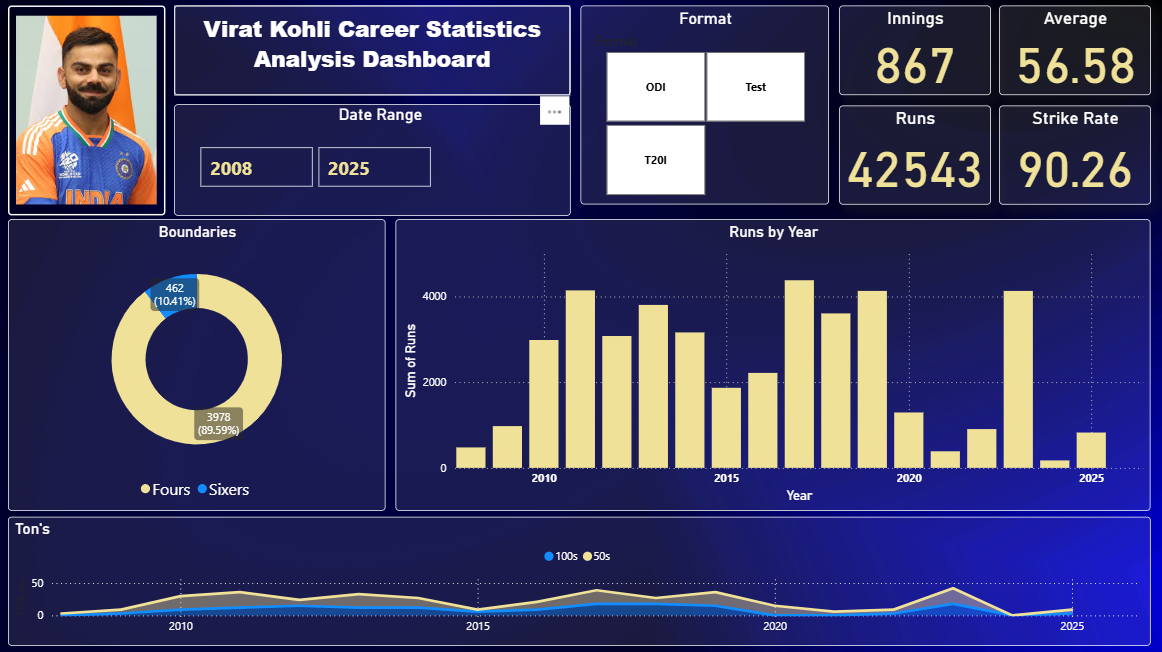 Virat Kohli Career Statistics
Analysis Dashboard
Date Range
2008
2025
Format
ODI
Test
T20I
Innings
867
Average
56.58
Runs
42543
Strike Rate
90.26
INDIA
Boundaries
462
(10.41%)
3978
(89.59%)
Fours
Sixers
Runs by Year
Sum of Runs
4000
2000
0
2010
2015
2020
2025
Year
Ton's
100s
50s
50
0
2010
2015
2020
2025